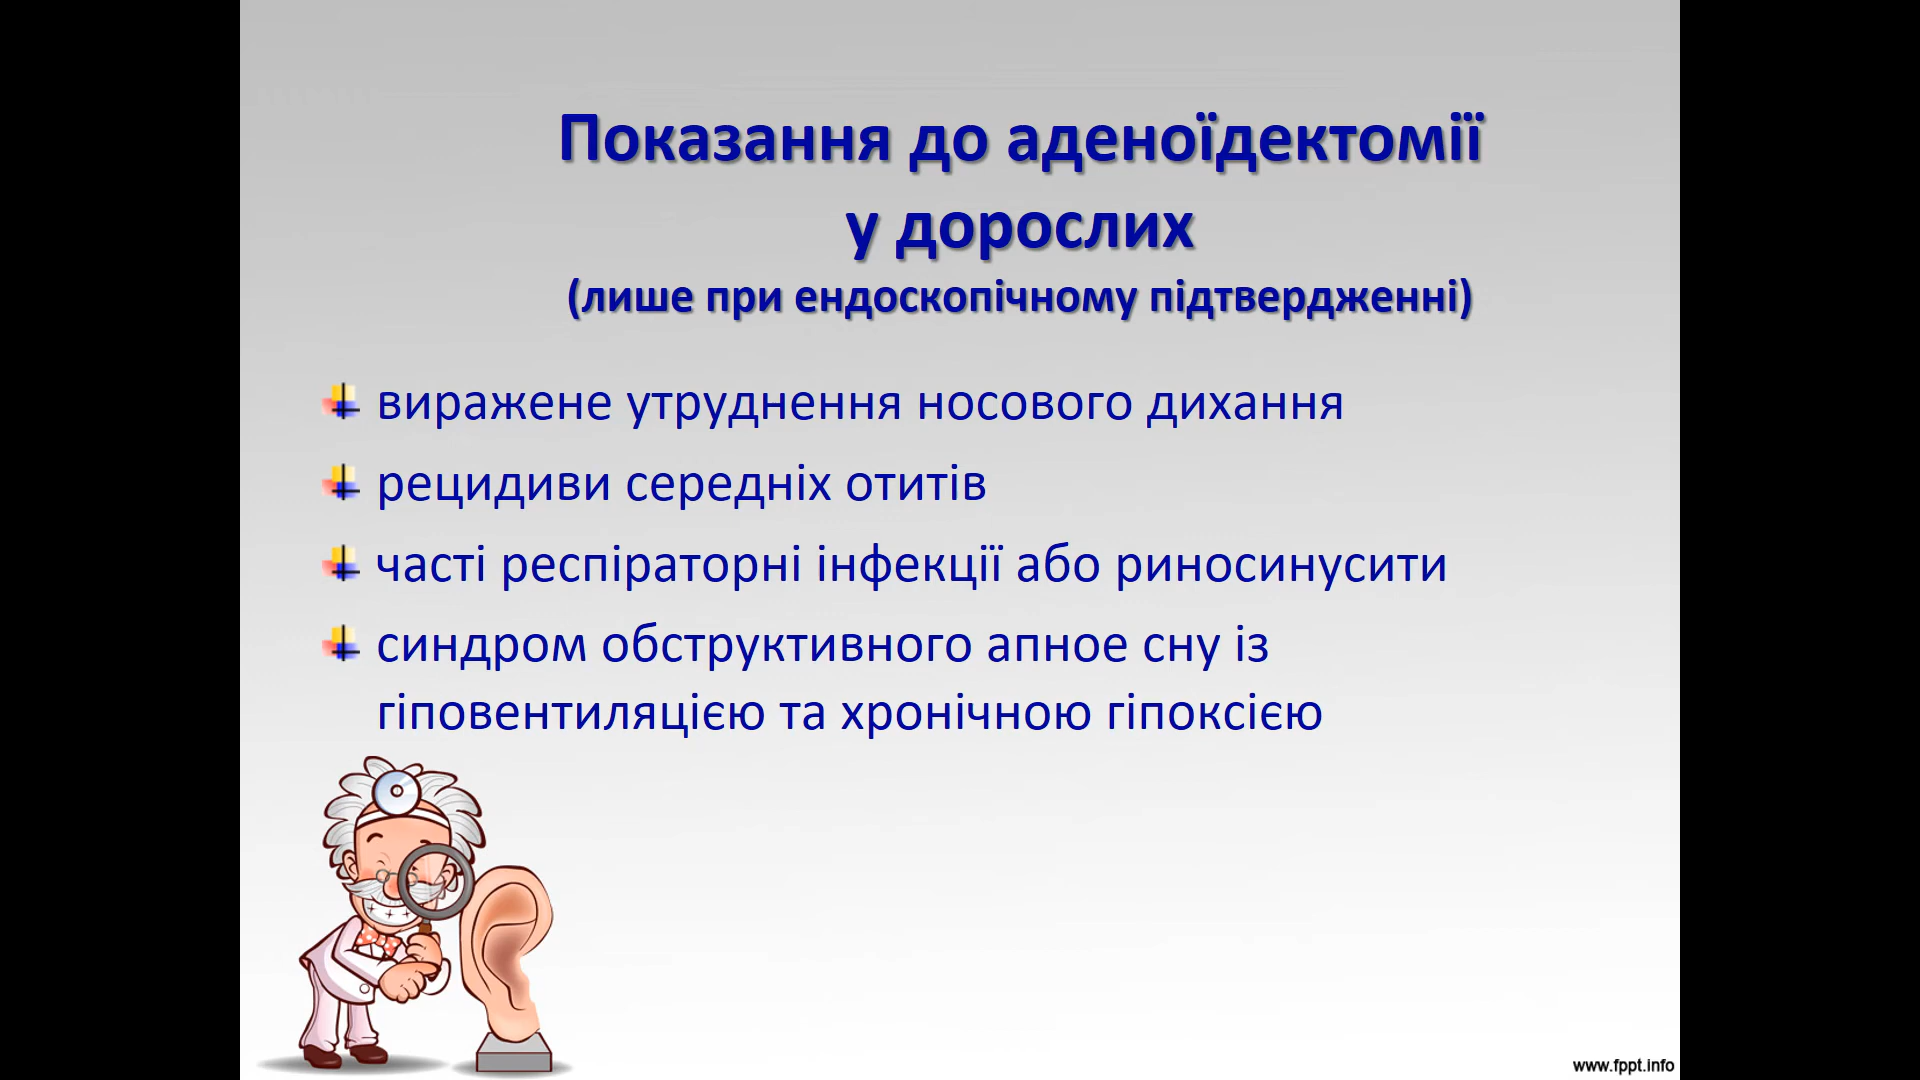 Показання до аденоїдектомії
у дорослих
(лише при ендоскопічному підтвердженні)
виражене утруднення носового дихання
рецидиви середніх отитів
часті респіраторні інфекції або риносинусити
синдром обструктивного апное сну із
гіповентиляцією та хронічною гіпоксією
www.fppt.info